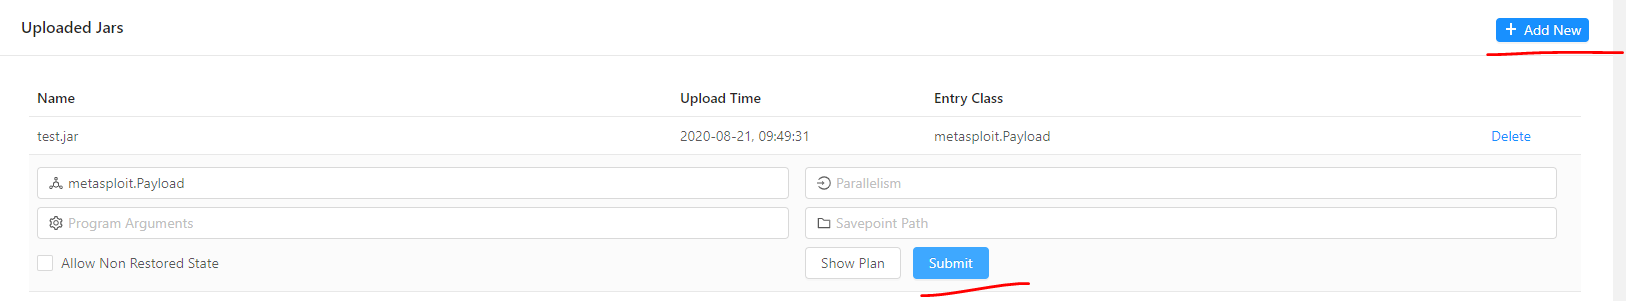 Uploaded Jars
Add New
Name Upload Time Entry Class
test.jar 2020-08-21, 09:49:31 metasploit.Payload Delete
metasploit.Payload Parallelism
Program Arguments Savepoint Path
Allow Non Restored State Show Plan Submit